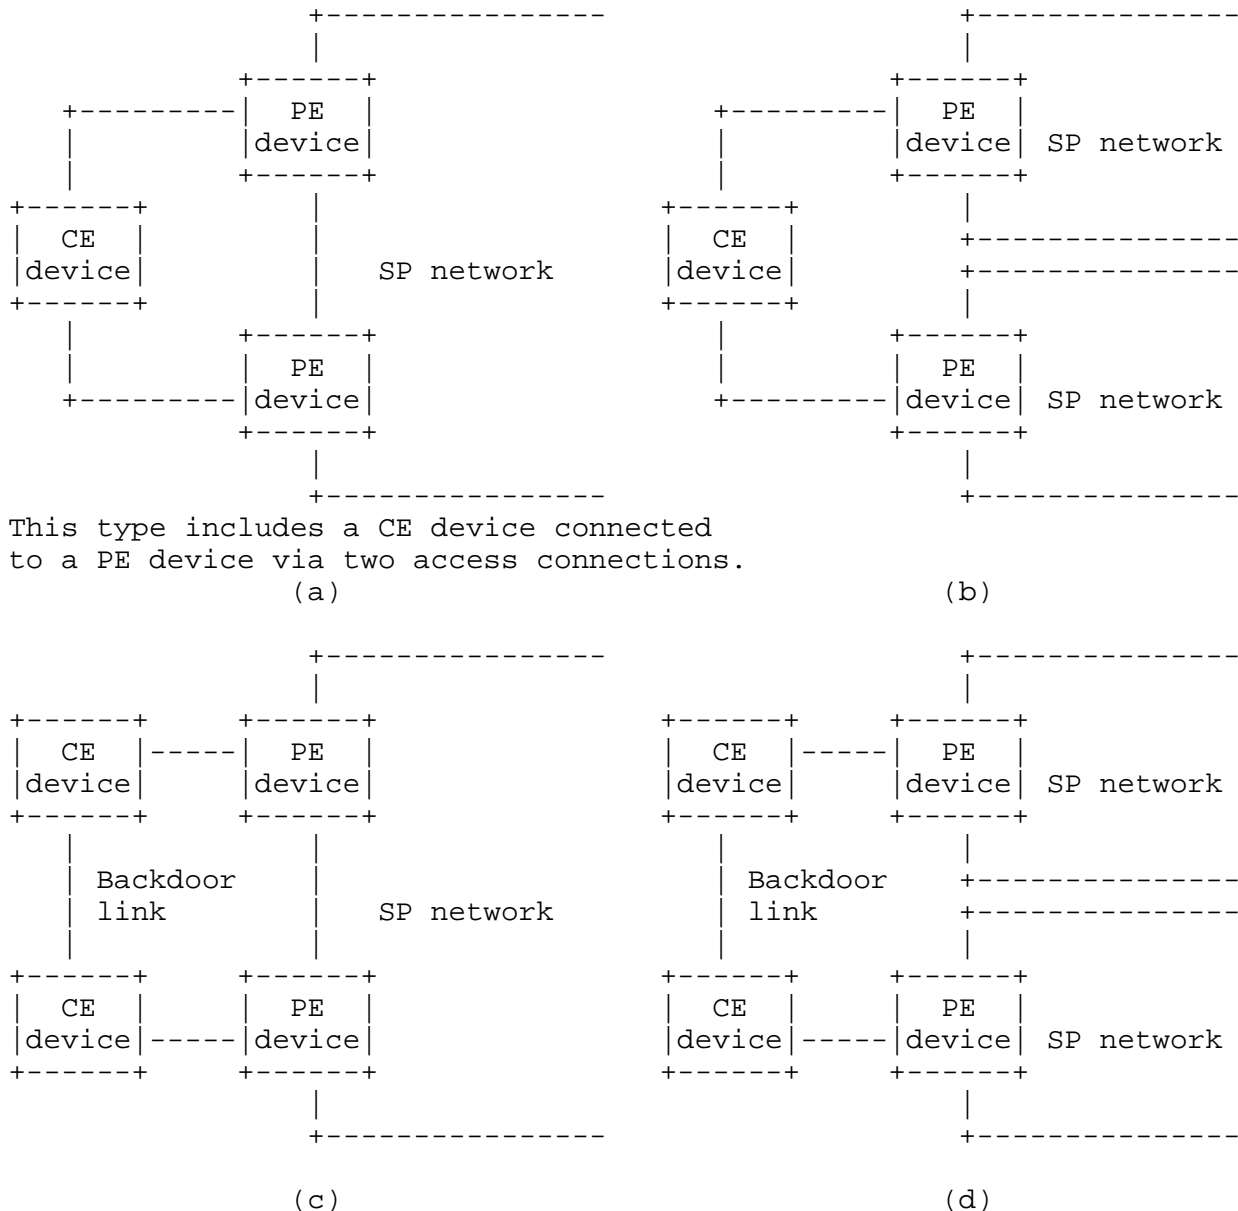 PE PE
device device SP network
CE CE
device SP network device
PE PE
device device SP network
This type includes a CE device connected
to a PE device via two access connections.
(a) (b)
CE PE CE PE
device device device device SP network
Backdoor Backdoor
link SP network link
CE PE CE PE
device device device device SP network
(c) (d)